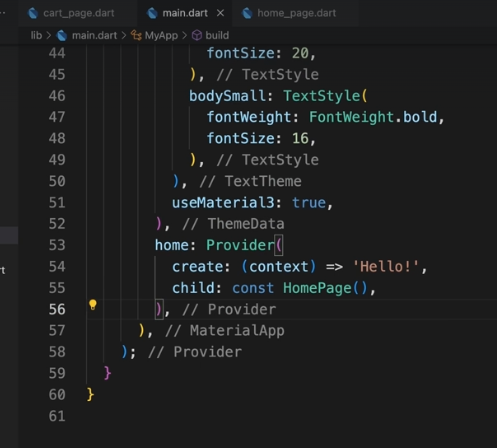 cart_page.dart main.dart × home_page.dart
lib > main.dart > MyApp > build
44 fontSize: 20,
45 ), // TextStyle
46 bodySmall: TextStyle(
47 fontWeight: FontWeight.bold,
48 fontSize: 16,
49 ), // TextStyle
50 ), // TextTheme
51 useMaterial3: true,
52 ), // ThemeData
53 home: Provider(
54 create: (context) => 'Hello!',
55 child: const HomePage(),
56 ), // Provider
57 ), // MaterialApp
58 ); // Provider
59 }
60 }
61